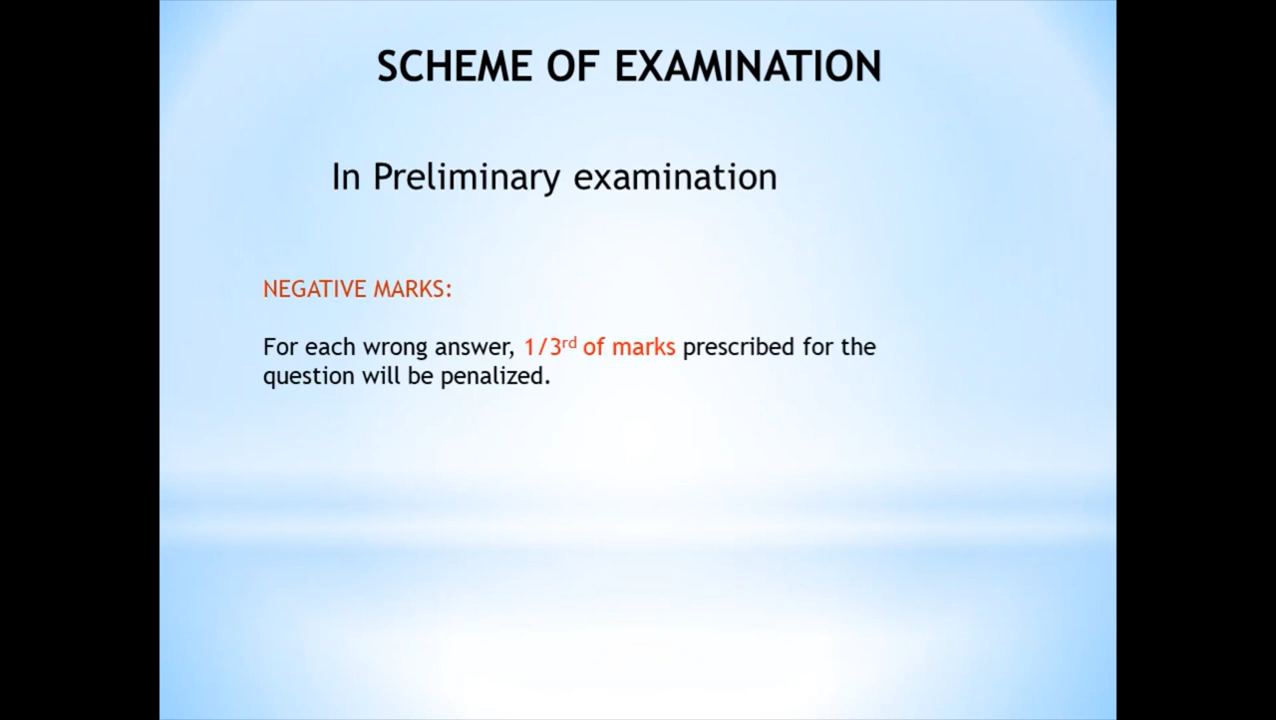 SCHEME OF EXAMINATION
In Preliminary examination
NEGATIVE MARKS:
For each wrong answer, 1/3rd of marks prescribed for the
question will be penalized.